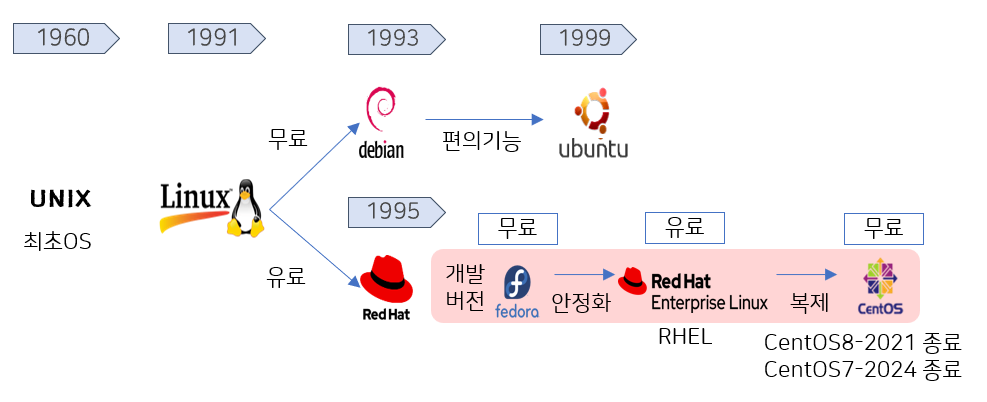 1960
1991
1993
1999
무료
debian
편의기능
ubuntu
UNIX
최초OS
Linux
1995
유료
Red Hat
무료
유료
무료
개발
버전
fedora
안정화
Red Hat
Enterprise Linux
RHEL
복제
CentOS
CentOS8-2021 종료
CentOS7-2024 종료